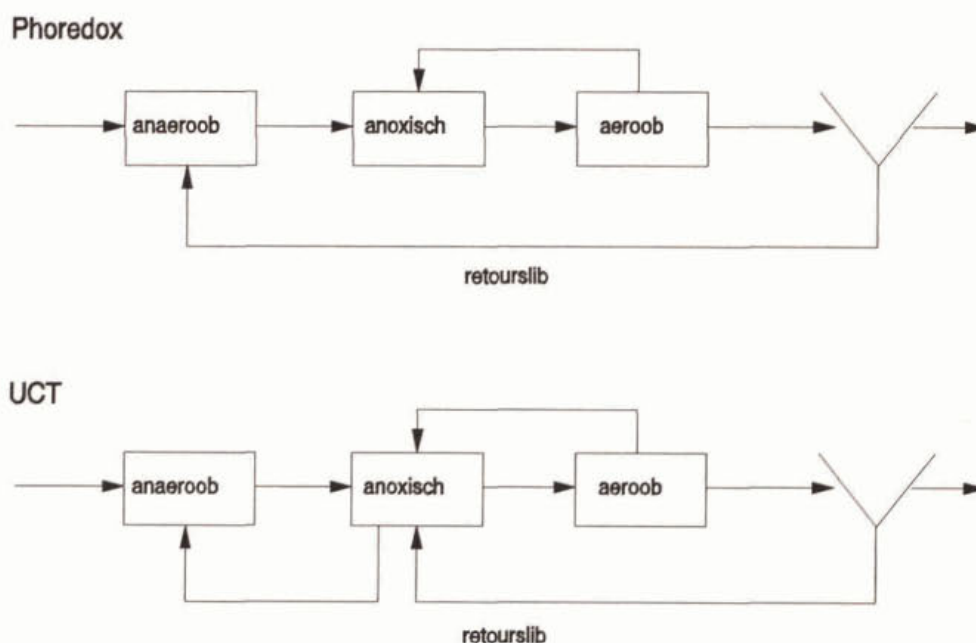 Phoredox
anaeroob
anoxisch
aeroob
retourslib
UCT
anaeroob
anoxisch
aeroob
retourslib